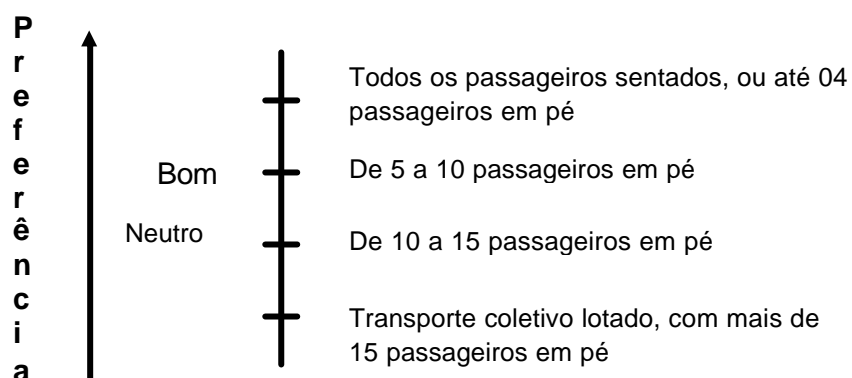 Preferência
Todos os passageiros sentados, ou até 04
passageiros em pé
Bom
De 5 a 10 passageiros em pé
Neutro
De 10 a 15 passageiros em pé
Transporte coletivo lotado, com mais de
15 passageiros em pé